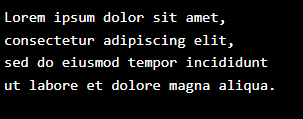 Lorem ipsum dolor sit amet,
consectetur adipiscing elit,
sed do eiusmod tempor incididunt
ut labore et dolore magna aliqua.